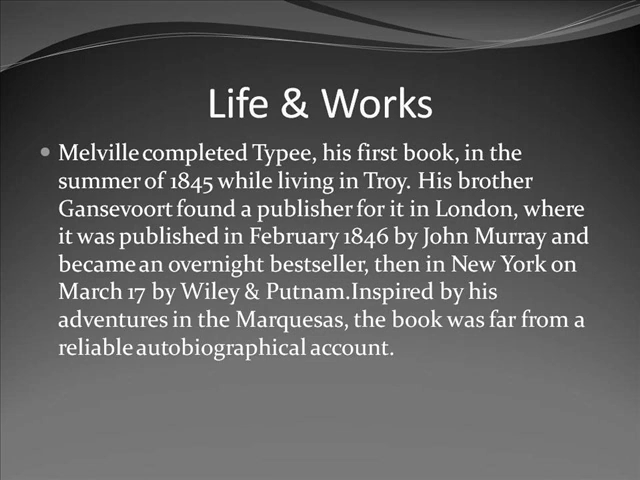 Life & Works
Melville completed Typee, his first book, in the
summer of 1845 while living in Troy. His brother
Gansevoort found a publisher for it in London, where
it was published in February 1846 by John Murray and
became an overnight bestseller, then in New York on
March 17 by Wiley & Putnam.Inspired by his
adventures in the Marquesas, the book was far from a
reliable autobiographical account.